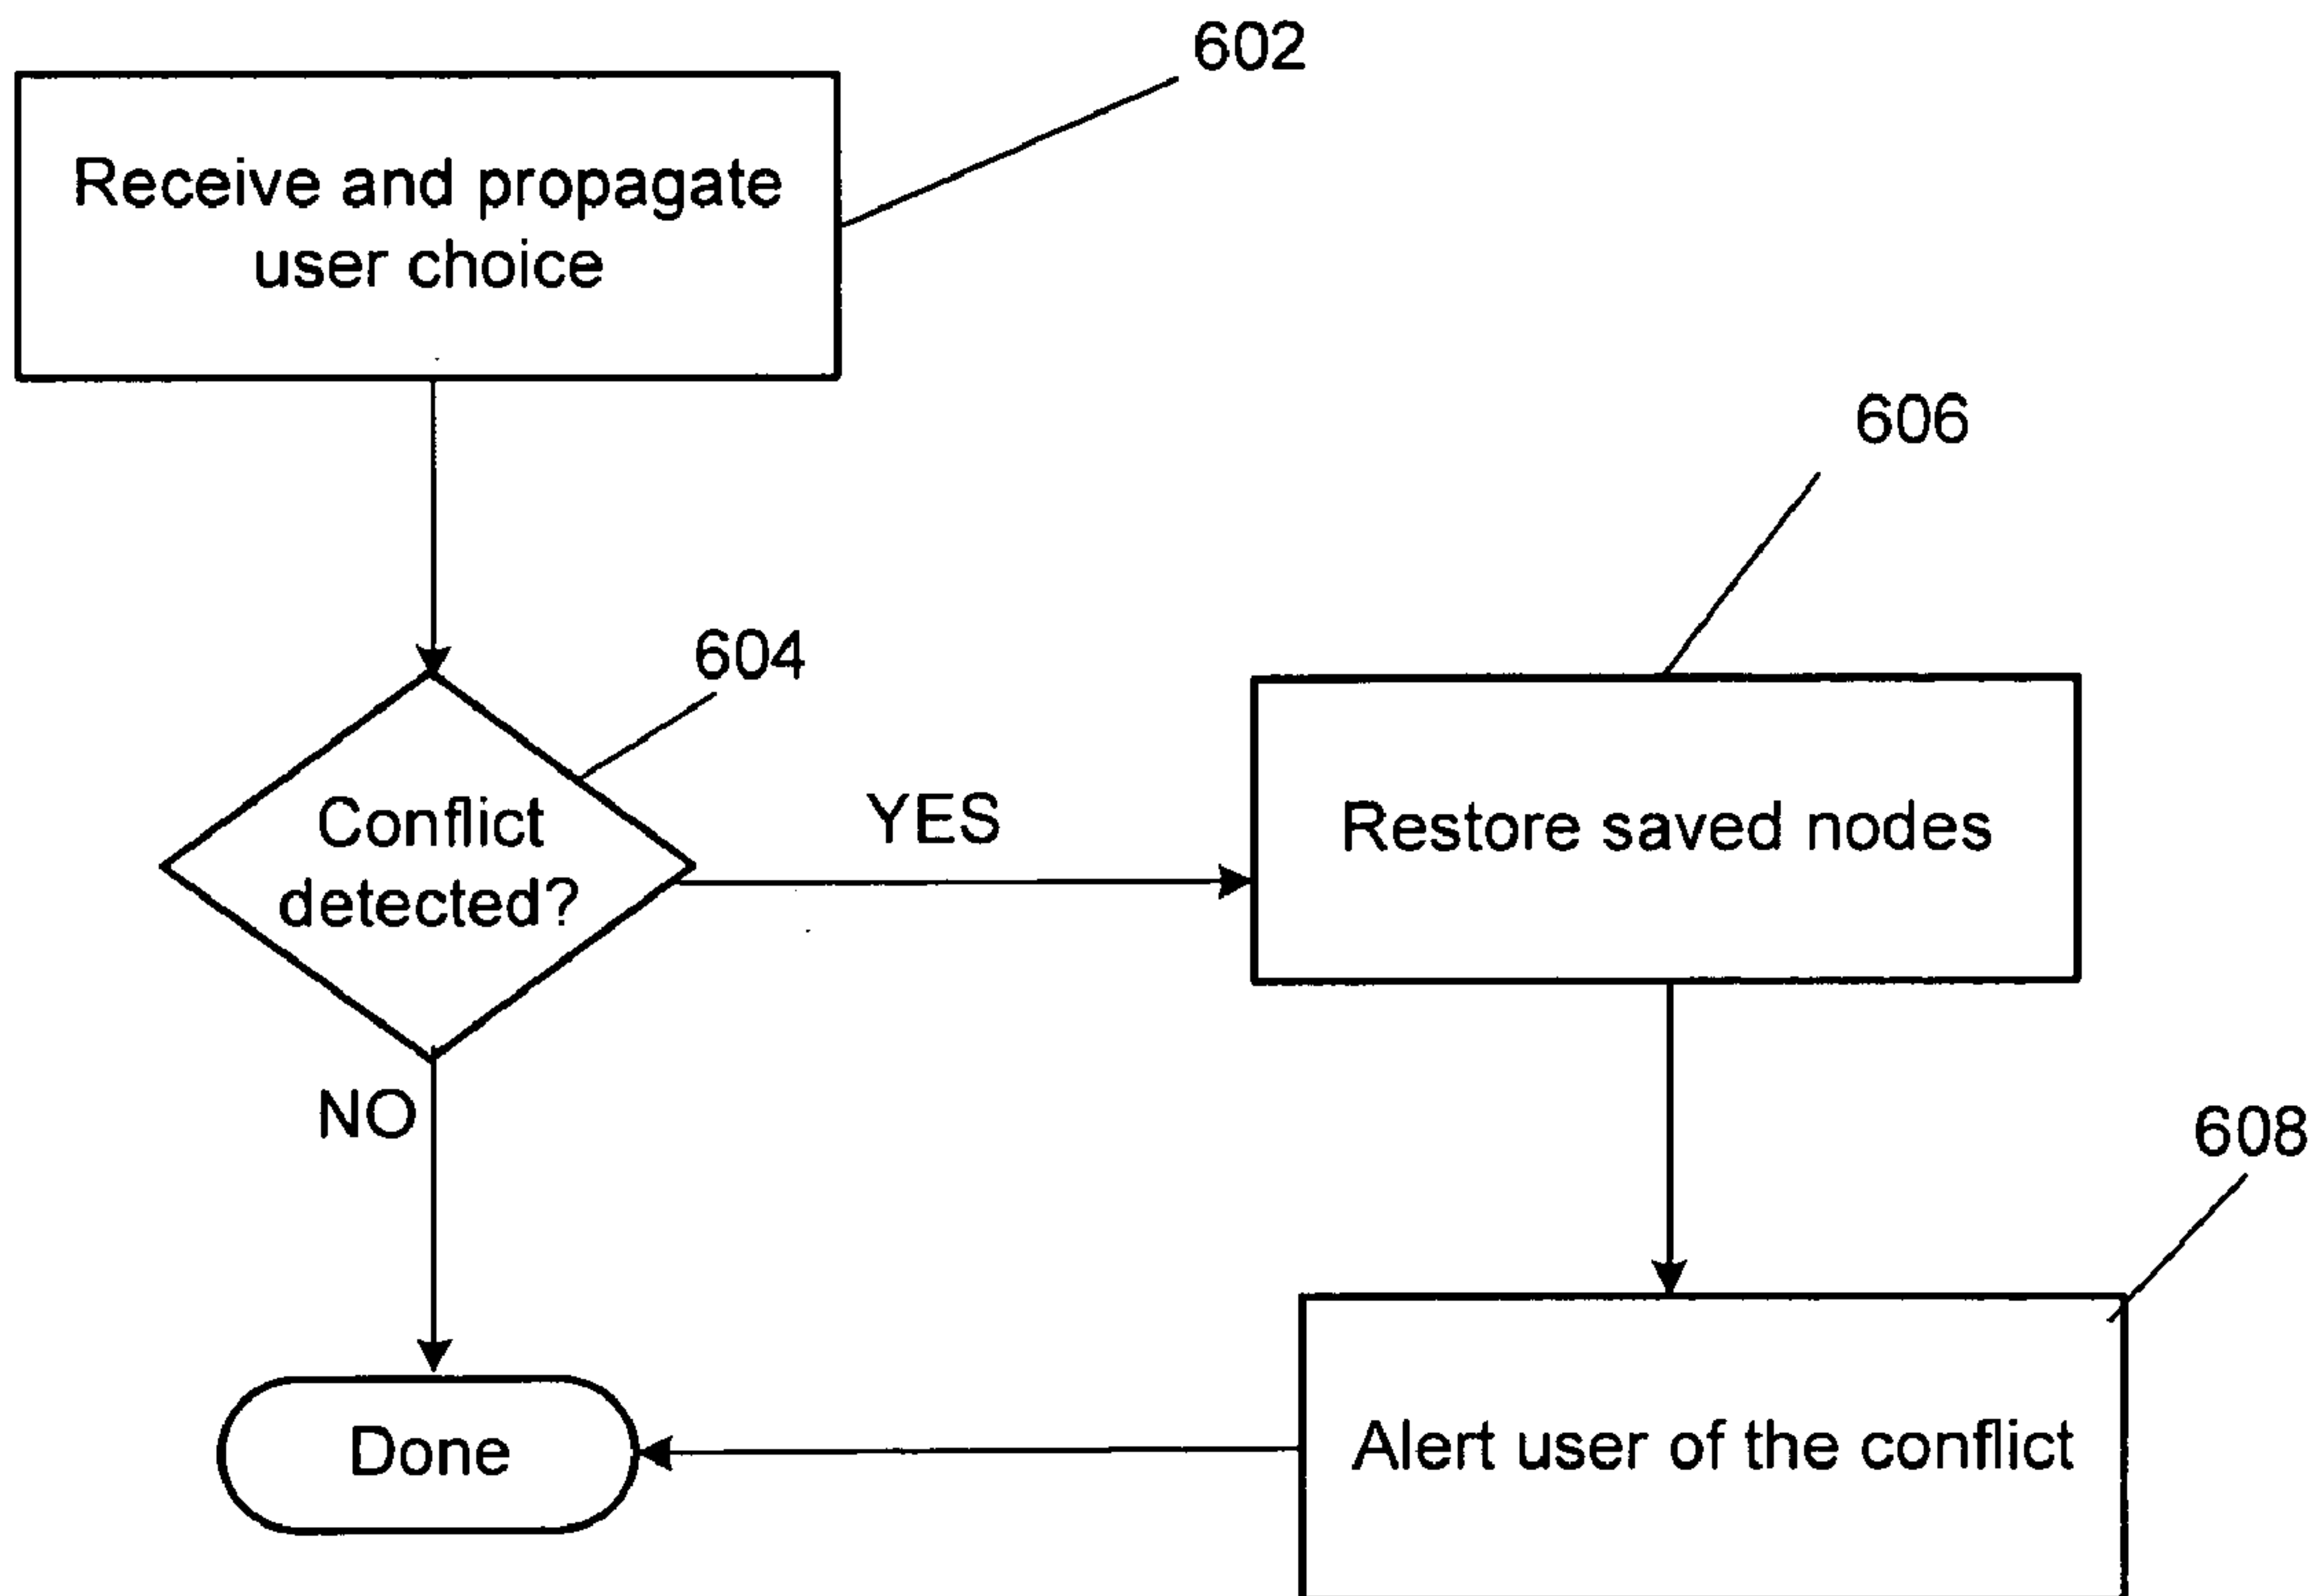 602
Receive and propagate
user choice
606
604
Conflict
detected?
YES
Restore saved nodes
NO
608
Done
Alert user of the conflict